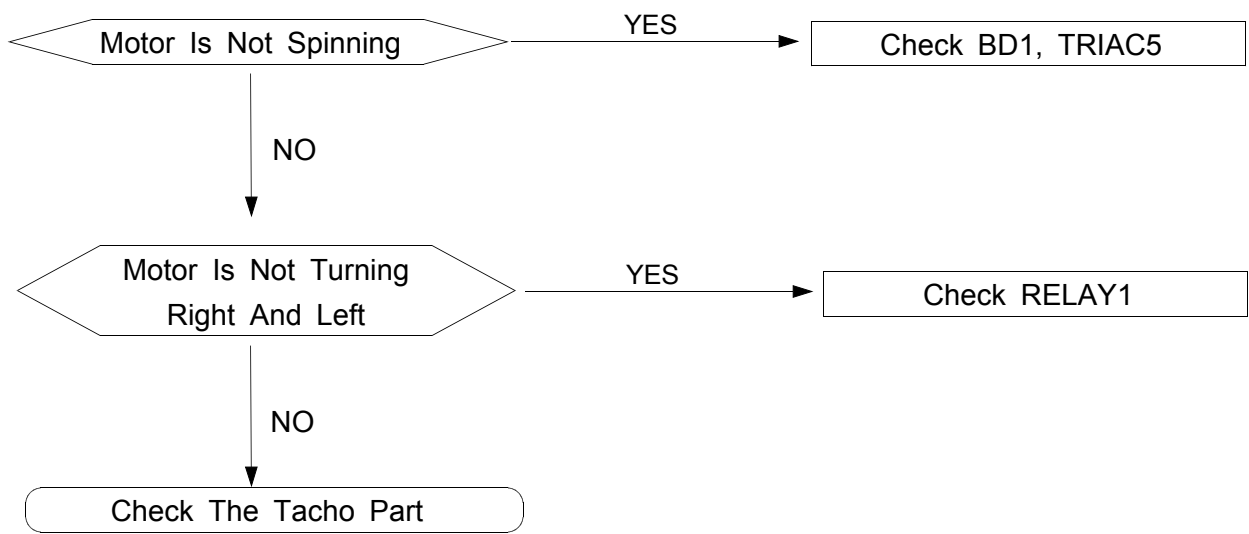 Motor Is Not Spinning
YES
Check BD1, TRIAC5
NO
Motor Is Not Turning
Right And Left
YES
Check RELAY1
NO
Check The Tacho Part